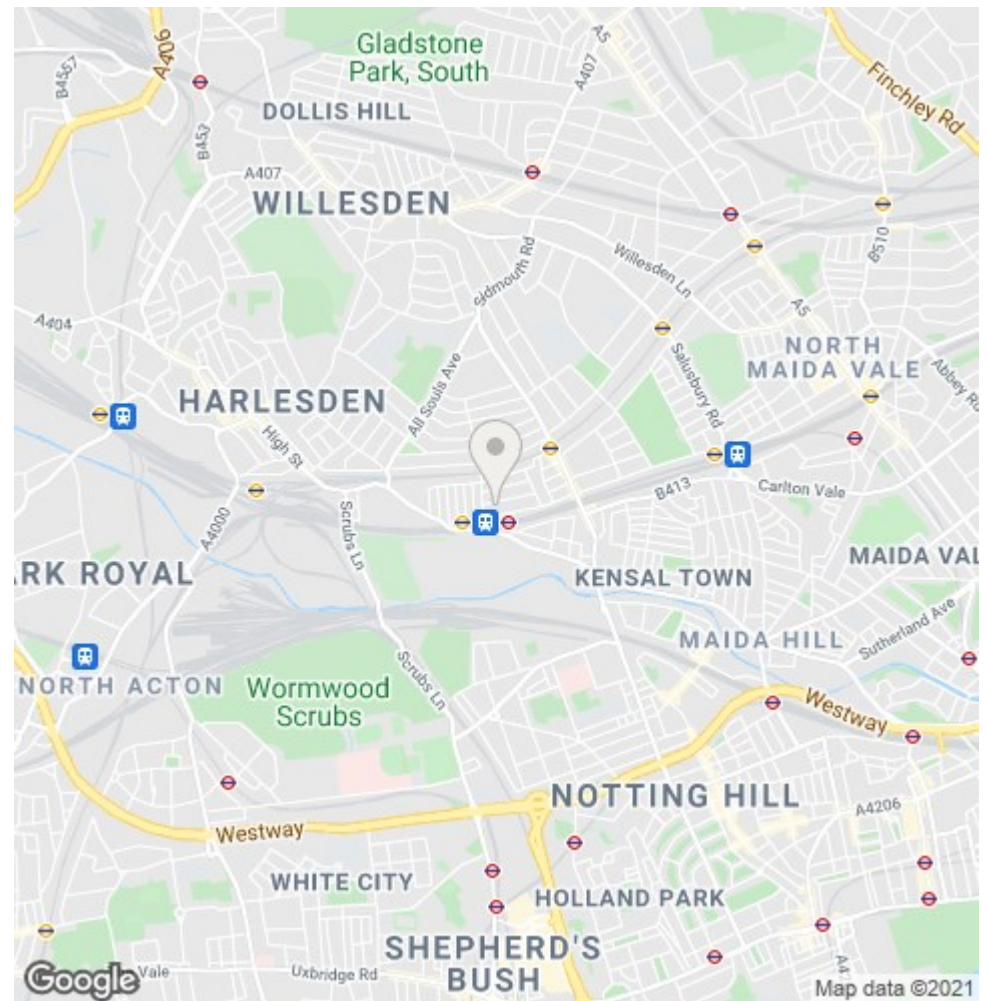 Gladstone
Park, South
A5
A406
A407
B4557
DOLLIS HILL
Finchley Rd
B453
A407
WILLESDEN
B510
Willesden Ln
Sidmouth Rd
A5
A404
Salusbury Rd
NORTH
MAIDA VALE
Abbey Rd
All Souls Ave
HARLESDEN
High St
B413
Carlton Vale
A4000
Scrubs Ln
MAIDA VAL
ARK ROYAL
KENSAL TOWN
Sutherland Ave
MAIDA HILL
Scrubs Ln
NORTH ACTON
Wormwood
Scrubs
Westway
NOTTING HILL
A4206
Westway
WHITE CITY
HOLLAND PARK
SHEPHERD'S
BUSH
A4
Google
Vale
Uxbridge Rd
Map data ©2021